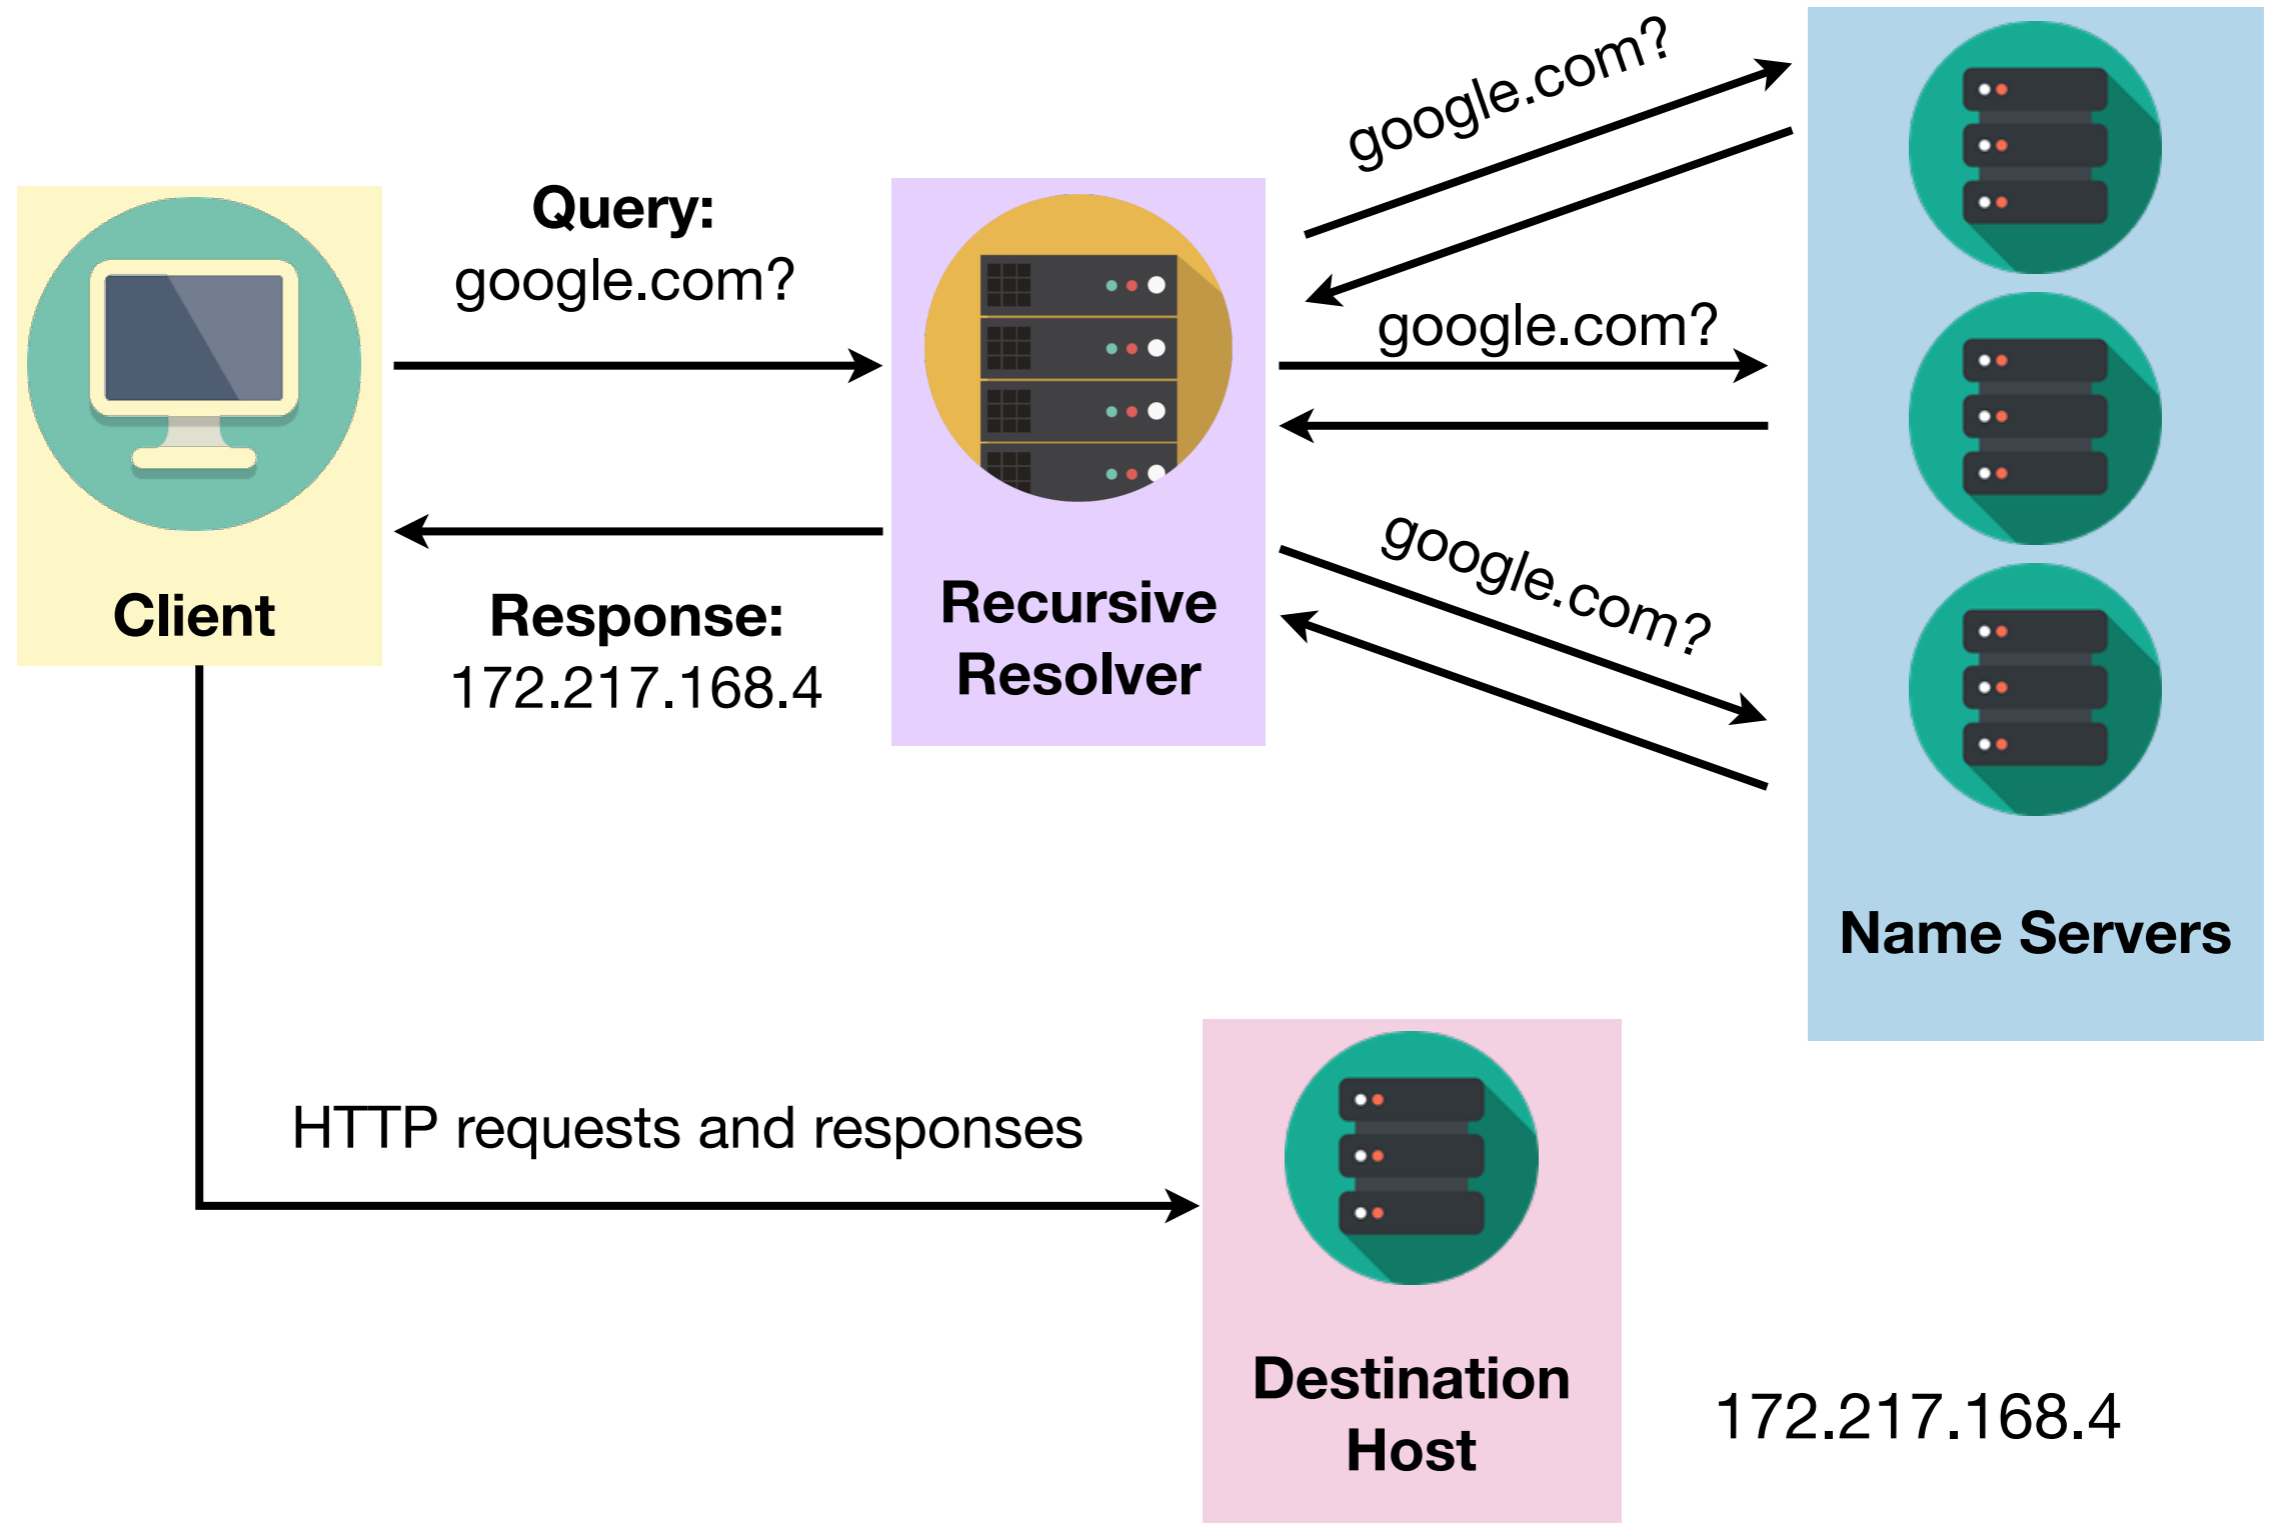 Query:
google.com?
Client
Response:
172.217.168.4
Recursive
Resolver
google.com?
google.com?
google.com?
Name Servers
HTTP requests and responses
Destination
Host
172.217.168.4